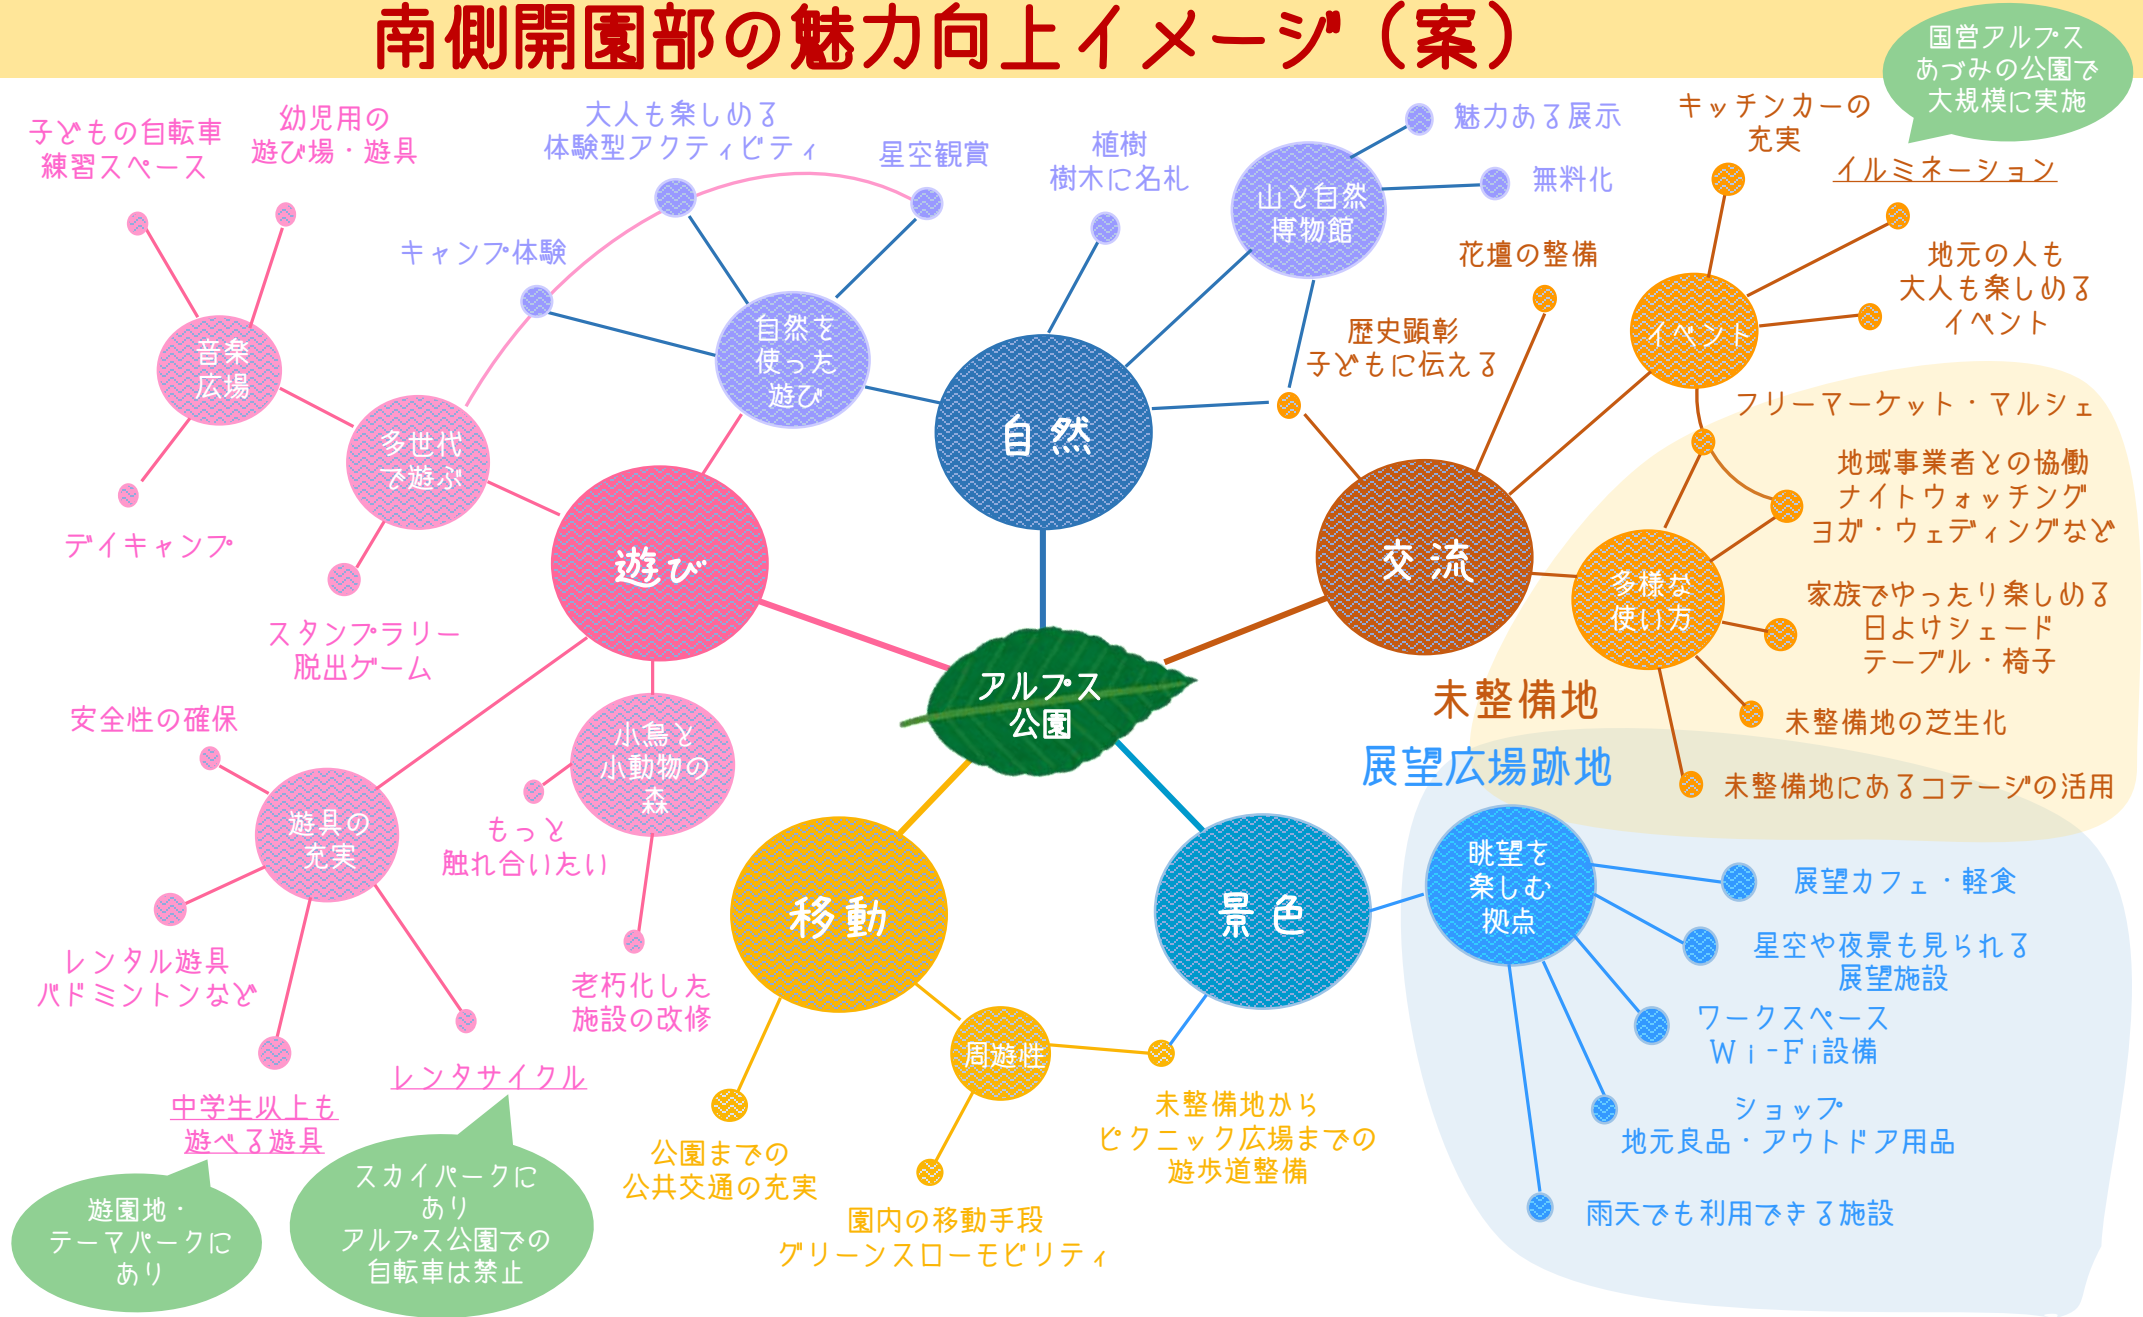 南側開園部の魅力向上イメージ（案）
国営アルプス
あづみの公園で
大規模に実施
子どもの自転車
練習スペース
幼児用の
遊び場・遊具
大人も楽しめる
体験型アクティビティ
星空観賞
植樹
樹木に名札
魅力ある展示
無料化
キッチンカーの
充実
イルミネーション
キャンプ体験
山と自然
博物館
花壇の整備
地元の人も
大人も楽しめる
イベント
音楽
広場
自然を
使った
遊び
歴史顕彰
子どもに伝える
イベント
フリーマーケット・マルシェ
多世代
で遊ぶ
自然
地域事業者との協働
ナイトウォッチング
ヨガ・ウェディングなど
デイキャンプ
遊び
交流
多様な
使い方
家族でゆったり楽しめる
日よけシェード
テーブル・椅子
スタンプラリー
脱出ゲーム
アルプス
公園
未整備地
未整備地の芝生化
安全性の確保
小鳥と
小動物の
森
展望広場跡地
未整備地にあるコテージの活用
遊具の
充実
もっと
触れ合いたい
移動
景色
眺望を
楽しむ
拠点
展望カフェ・軽食
星空や夜景も見られる
展望施設
レンタル遊具
バドミントンなど
老朽化した
施設の改修
周遊性
ワークスペース
Ｗｉ-Ｆｉ設備
レンタサイクル
中学生以上も
遊べる遊具
公園までの
公共交通の充実
未整備地から
ピクニック広場までの
遊歩道整備
ショップ
地元良品・アウトドア用品
園内の移動手段
グリーンスローモビリティ
雨天でも利用できる施設
遊園地・
テーマパークに
あり
スカイパークに
あり
アルプス公園での
自転車は禁止